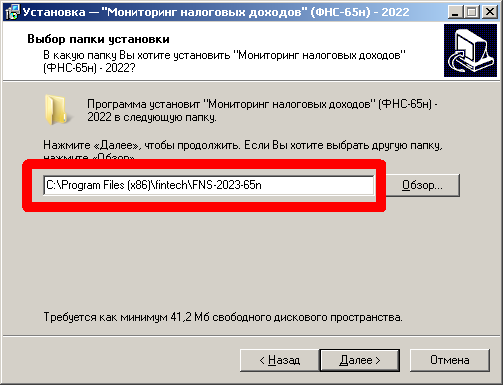 Установка — "Мониторинг налоговых доходов" (ФНС-65н) - 2022
Выбор папки установки
В какую папку Вы хотите установить "Мониторинг налоговых доходов"
(ФНС-65н) - 2022?
Программа установит "Мониторинг налоговых доходов" (ФНС-65н) -
2022 в следующую папку.
Нажмите «Далее», чтобы продолжить. Если Вы хотите выбрать другую папку,
нажмите «Обзор».
C:\Program Files (x86)\fintech\FNS-2023-65n
Обзор...
Требуется как минимум 41,2 Мб свободного дискового пространства.
< Назад
Далее >
Отмена